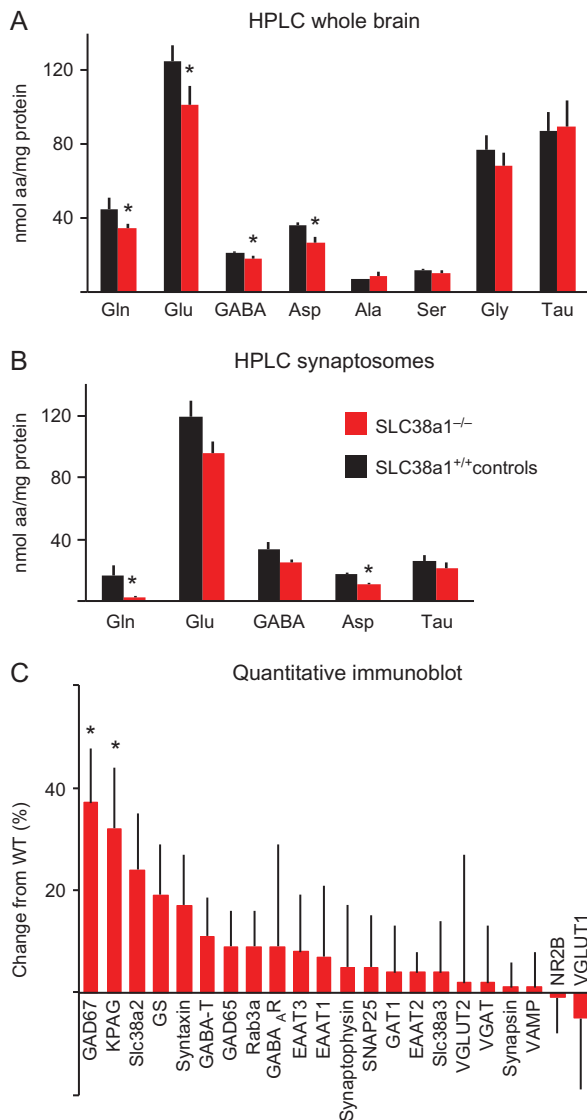 A
HPLC whole brain
nmol aa/mg protein
120
80
40
*
*
*
*
Gln Glu GABA Asp Ala Ser Gly Tau
B
HPLC synaptosomes
nmol aa/mg protein
120
80
40
*
*
SLC38a1−/−
SLC38a1+/+controls
Gln Glu GABA Asp Tau
C
Quantitative immunoblot
Change from WT (%)
40
20
*
*
GAD67
KPAG
Slc38a2
GS
Syntaxin
GABA-T
GAD65
Rab3a
GABA A R
EAAT3
EAAT1
Synaptophysin
SNAP25
GAT1
EAAT2
Slc38a3
VGLUT2
VGAT
Synapsin
VAMP
NR2B
VGLUT1